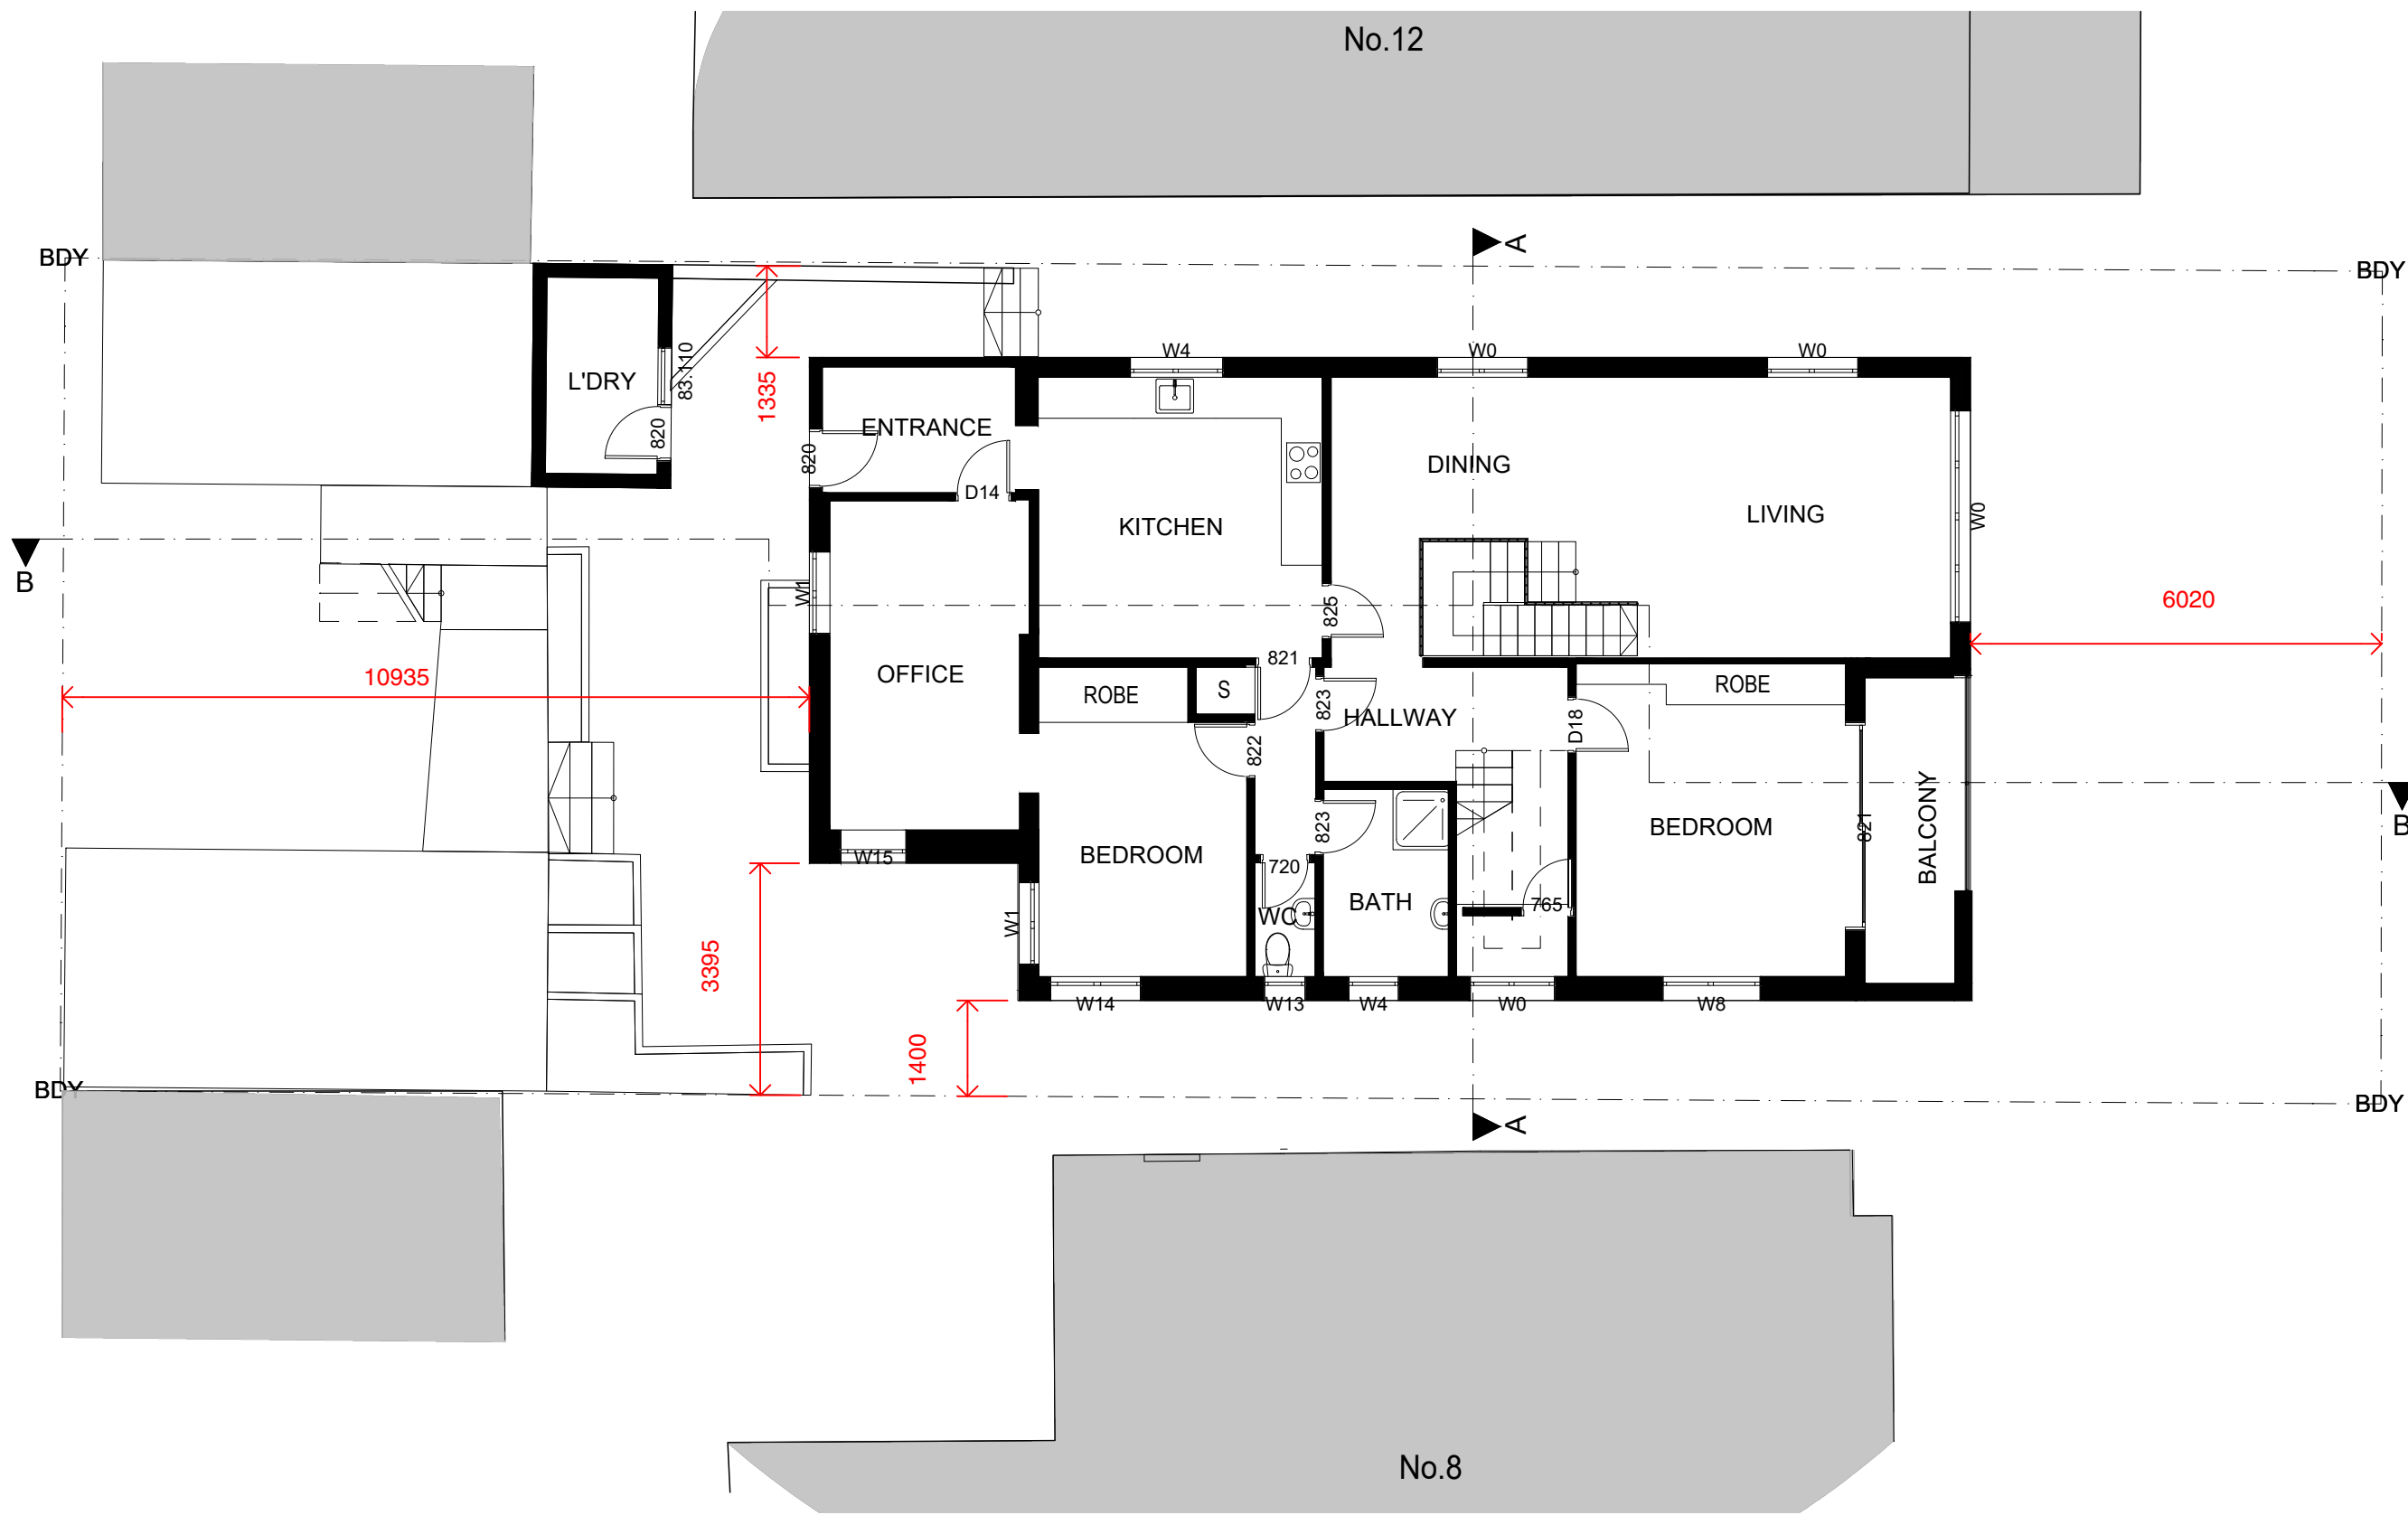 No.12
A
BDY
BDY
W4
W0
W0
L'DRY
83.110
1335
820
ENTRANCE
820
D14
DINING
KITCHEN
LIVING
W0
B
W1
825
6020
10935
OFFICE
821
ROBE
S
823
HALLWAY
D18
ROBE
822
BEDROOM
W15
BEDROOM
823
821
BALCONY
B
720
WC
BATH
765
W1
3395
W14
W13
W4
W0
W8
1400
BDY
BDY
A
No.8